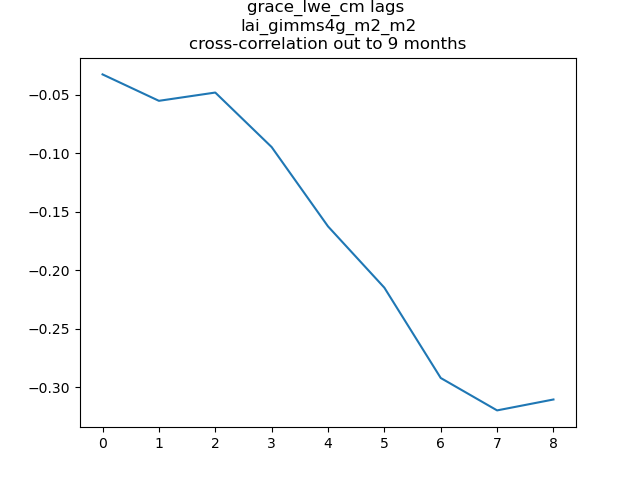 grace_lwe_cm lags
lai_gimms4g_m2_m2
cross-correlation out to 9 months
−0.05
−0.10
−0.15
−0.20
−0.25
−0.30
0 1 2 3 4 5 6 7 8